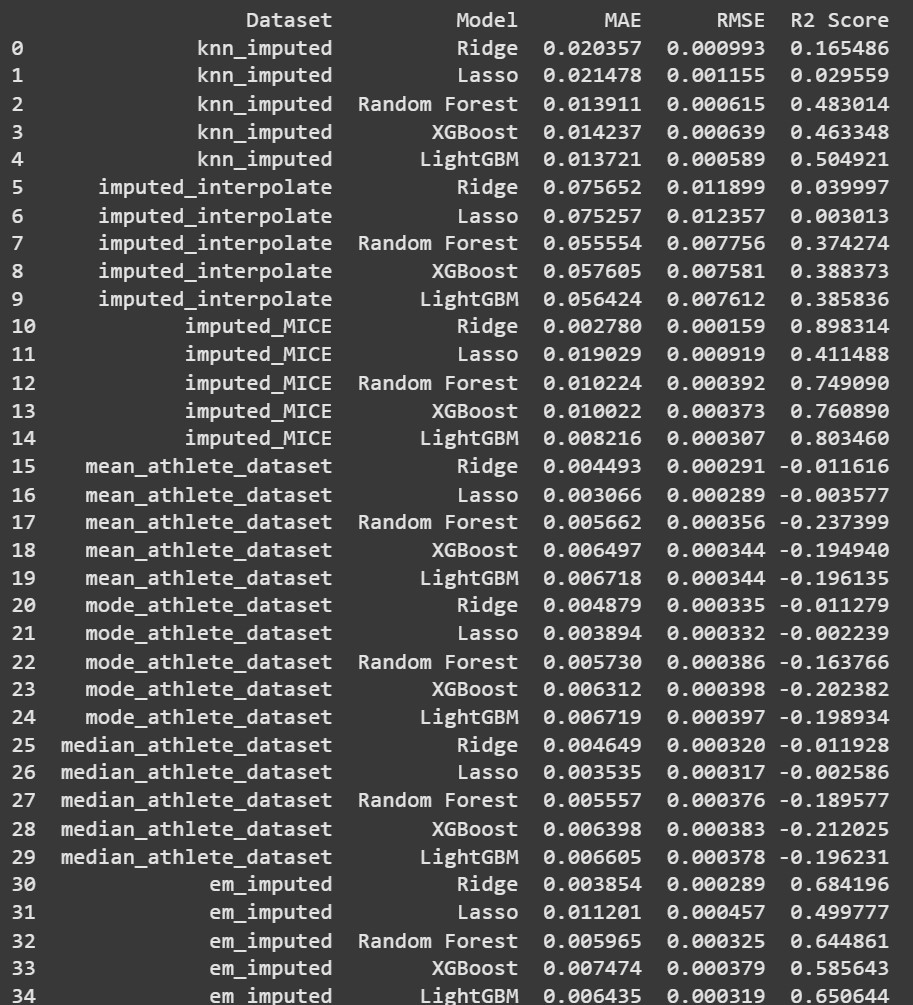 Dataset Model MAE RMSE R2 Score
0 knn_imputed Ridge 0.020357 0.000993 0.165486
1 knn_imputed Lasso 0.021478 0.001155 0.029559
2 knn_imputed Random Forest 0.013911 0.000615 0.483014
3 knn_imputed XGBoost 0.014237 0.000639 0.463348
4 knn_imputed LightGBM 0.013721 0.000589 0.504921
5 imputed_interpolate Ridge 0.075652 0.011899 0.039997
6 imputed_interpolate Lasso 0.075257 0.012357 0.003013
7 imputed_interpolate Random Forest 0.055554 0.007756 0.374274
8 imputed_interpolate XGBoost 0.057605 0.007581 0.388373
9 imputed_interpolate LightGBM 0.056424 0.007612 0.385836
10 imputed_MICE Ridge 0.002780 0.000159 0.898314
11 imputed_MICE Lasso 0.019029 0.000919 0.411488
12 imputed_MICE Random Forest 0.010224 0.000392 0.749090
13 imputed_MICE XGBoost 0.010022 0.000373 0.760890
14 imputed_MICE LightGBM 0.008216 0.000307 0.803460
15 mean_athlete_dataset Ridge 0.004493 0.000291 -0.011616
16 mean_athlete_dataset Lasso 0.003066 0.000289 -0.003577
17 mean_athlete_dataset Random Forest 0.005662 0.000356 -0.237399
18 mean_athlete_dataset XGBoost 0.006497 0.000344 -0.194940
19 mean_athlete_dataset LightGBM 0.006718 0.000344 -0.196135
20 mode_athlete_dataset Ridge 0.004879 0.000335 -0.011279
21 mode_athlete_dataset Lasso 0.003894 0.000332 -0.002239
22 mode_athlete_dataset Random Forest 0.005730 0.000386 -0.163766
23 mode_athlete_dataset XGBoost 0.006312 0.000398 -0.202382
24 mode_athlete_dataset LightGBM 0.006719 0.000397 -0.198934
25 median_athlete_dataset Ridge 0.004649 0.000320 -0.011928
26 median_athlete_dataset Lasso 0.003535 0.000317 -0.002586
27 median_athlete_dataset Random Forest 0.005557 0.000376 -0.189577
28 median_athlete_dataset XGBoost 0.006398 0.000383 -0.212025
29 median_athlete_dataset LightGBM 0.006605 0.000378 -0.196231
30 em_imputed Ridge 0.003854 0.000289 0.684196
31 em_imputed Lasso 0.011201 0.000457 0.499777
32 em_imputed Random Forest 0.005965 0.000325 0.644861
33 em_imputed XGBoost 0.007474 0.000379 0.585643
34 em_imputed LightGBM 0.006435 0.000319 0.650644